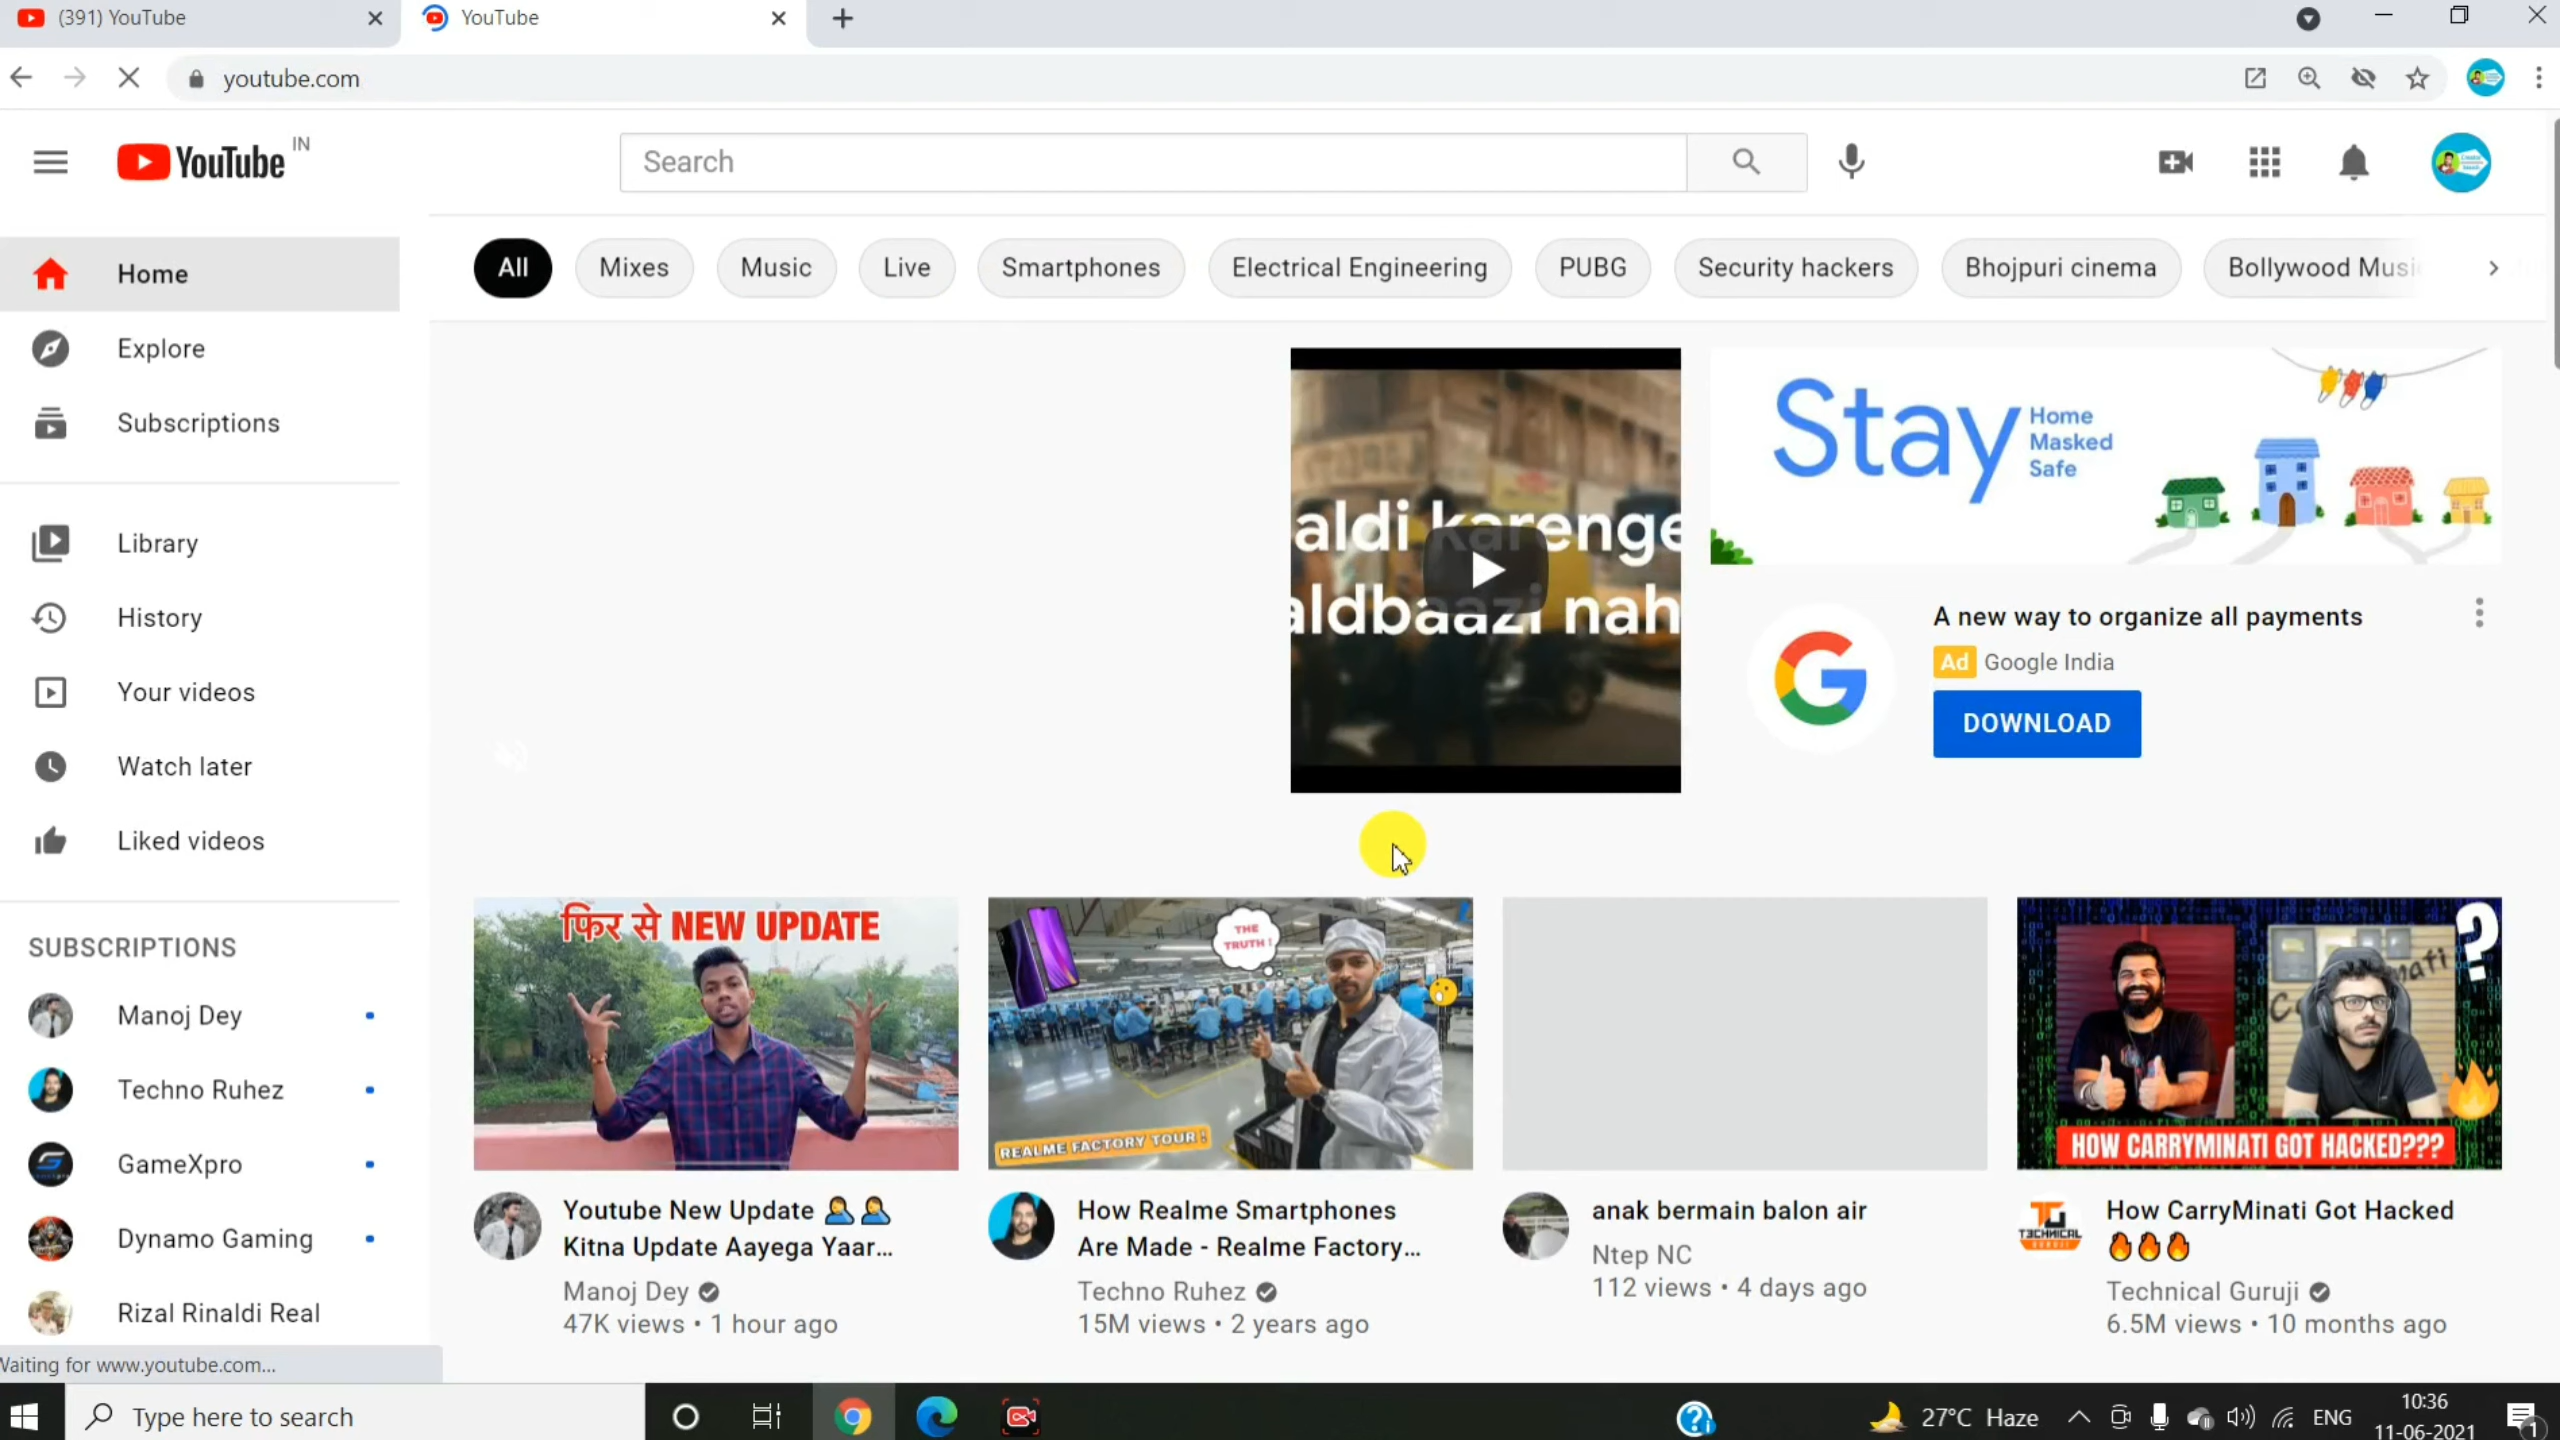 (391) YouTube
YouTube
youtube.com
YouTube IN
Search
All
Mixes
Music
Live
Smartphones
Electrical Engineering
PUBG
Security hackers
Bhojpuri cinema
Bollywood Musi
Home
Explore
Subscriptions
Library
History
Your videos
Watch later
Liked videos
SUBSCRIPTIONS
Manoj Dey
Techno Ruhez
GameXpro
Dynamo Gaming
Rizal Rinaldi Real
aldi karenge
aldbaazi nah
Stay
Home
Masked
Safe
A new way to organize all payments
Ad Google India
DOWNLOAD
फिर से NEW UPDATE
Youtube New Update 🤦‍♂️🤦‍♂️
Kitna Update Aayega Yaar...
Manoj Dey
47K views • 1 hour ago
THE
TRUTH !
REALME FACTORY TOUR !
How Realme Smartphones
Are Made - Realme Factory...
Techno Ruhez
15M views • 2 years ago
anak bermain balon air
Ntep NC
112 views • 4 days ago
?
HOW CARRYMINATI GOT HACKED???
TECHNICAL
How CarryMinati Got Hacked
🔥🔥🔥
Technical Guruji
6.5M views • 10 months ago
Waiting for www.youtube.com...
Type here to search
27°C Haze
ENG
10:36
11-06-2021
1